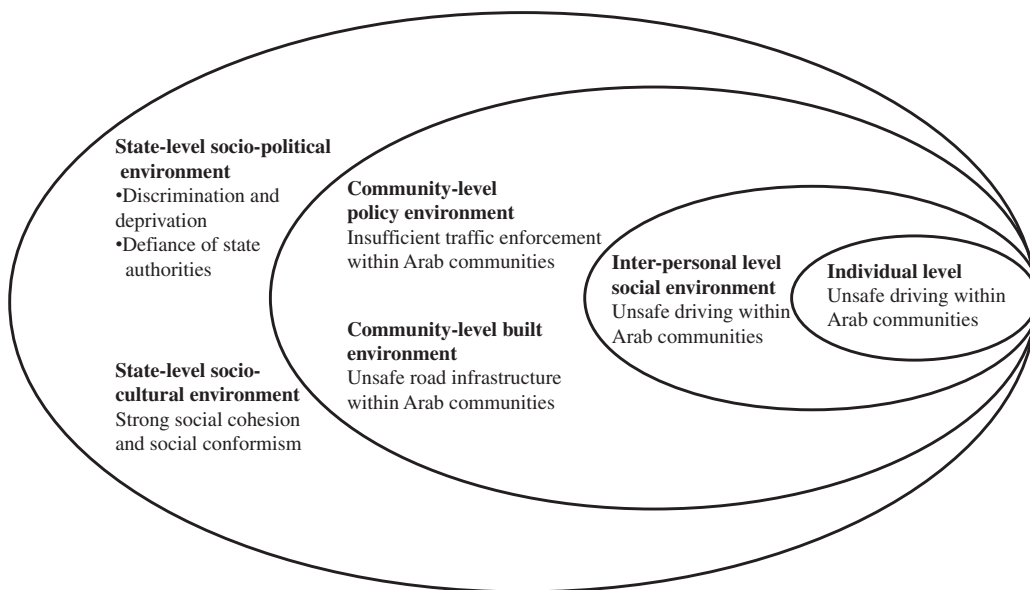 State-level socio-political
environment
•Discrimination and
deprivation
•Defiance of state
authorities
State-level socio-
cultural environment
Strong social cohesion
and social conformism
Community-level
policy environment
Insufficient traffic enforcement
within Arab communities
Community-level built
environment
Unsafe road infrastructure
within Arab communities
Inter-personal level
social environment
Unsafe driving within
Arab communities
Individual level
Unsafe driving within
Arab communities